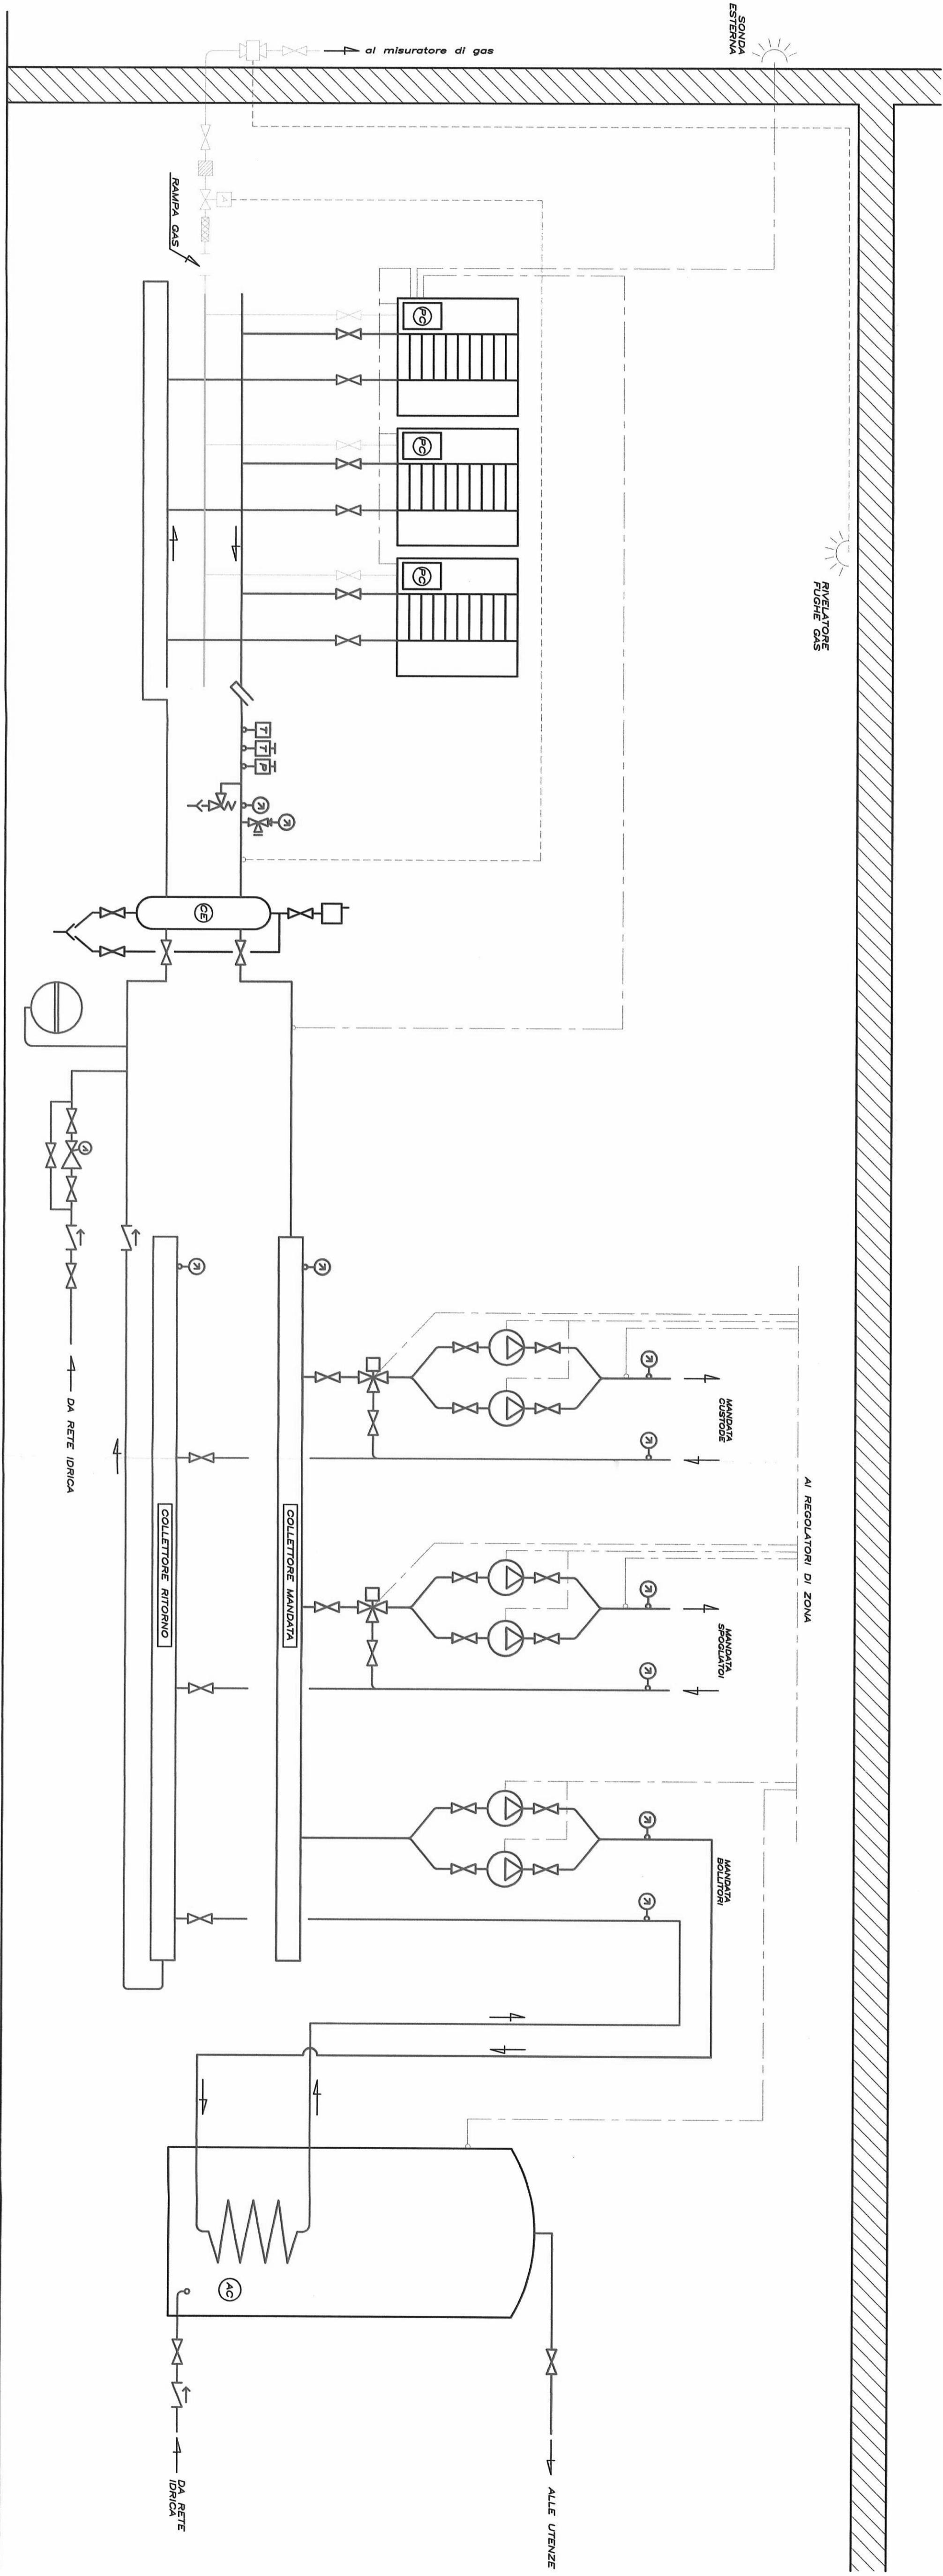 SONDA
ESTERNA
al misuratore di gas
RAMPA GAS
RIVELATORE
FUGHE GAS
PC
PC
PC
T
T
P
CE
DA RETE IDRICA
COLLETTORE RITORNO
COLLETTORE MANDATA
MANDATA
CUSTODE
AI REGOLATORI DI ZONA
MANDATA
SPOGLIATOI
MANDATA
BOLLITORI
AC
DA RETE
IDRICA
ALLE UTENZE